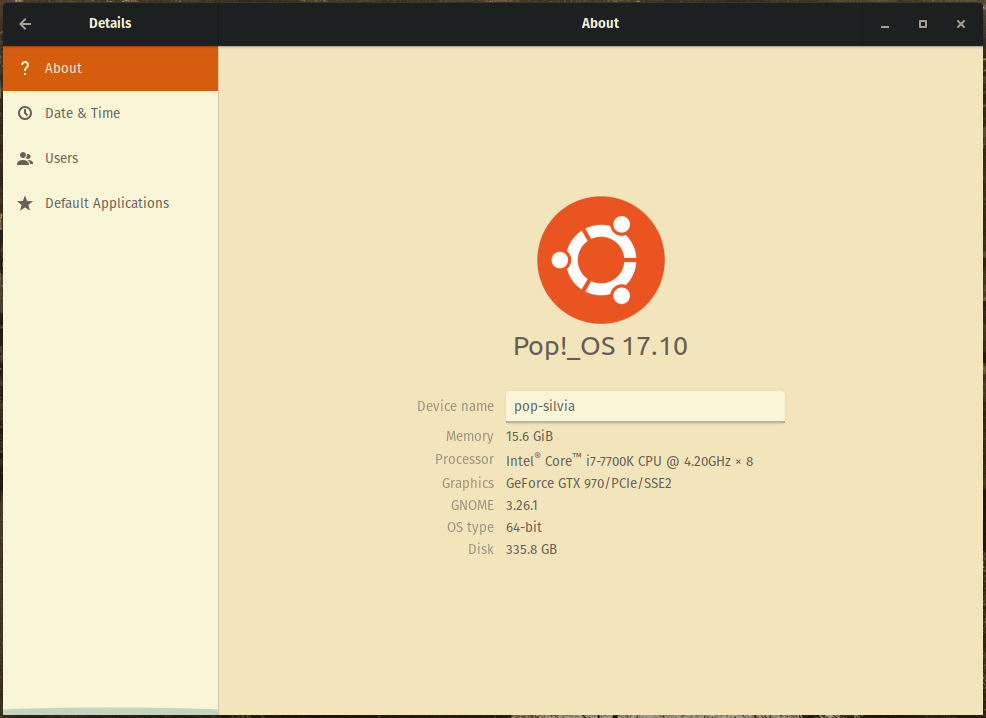 Details
About
? About
Date & Time
Users
Default Applications
Pop!_OS 17.10
Device name pop-silvia
Memory 15.6 GiB
Processor Intel® Core™ i7-7700K CPU @ 4.20GHz × 8
Graphics GeForce GTX 970/PCIe/SSE2
GNOME 3.26.1
OS type 64-bit
Disk 335.8 GB